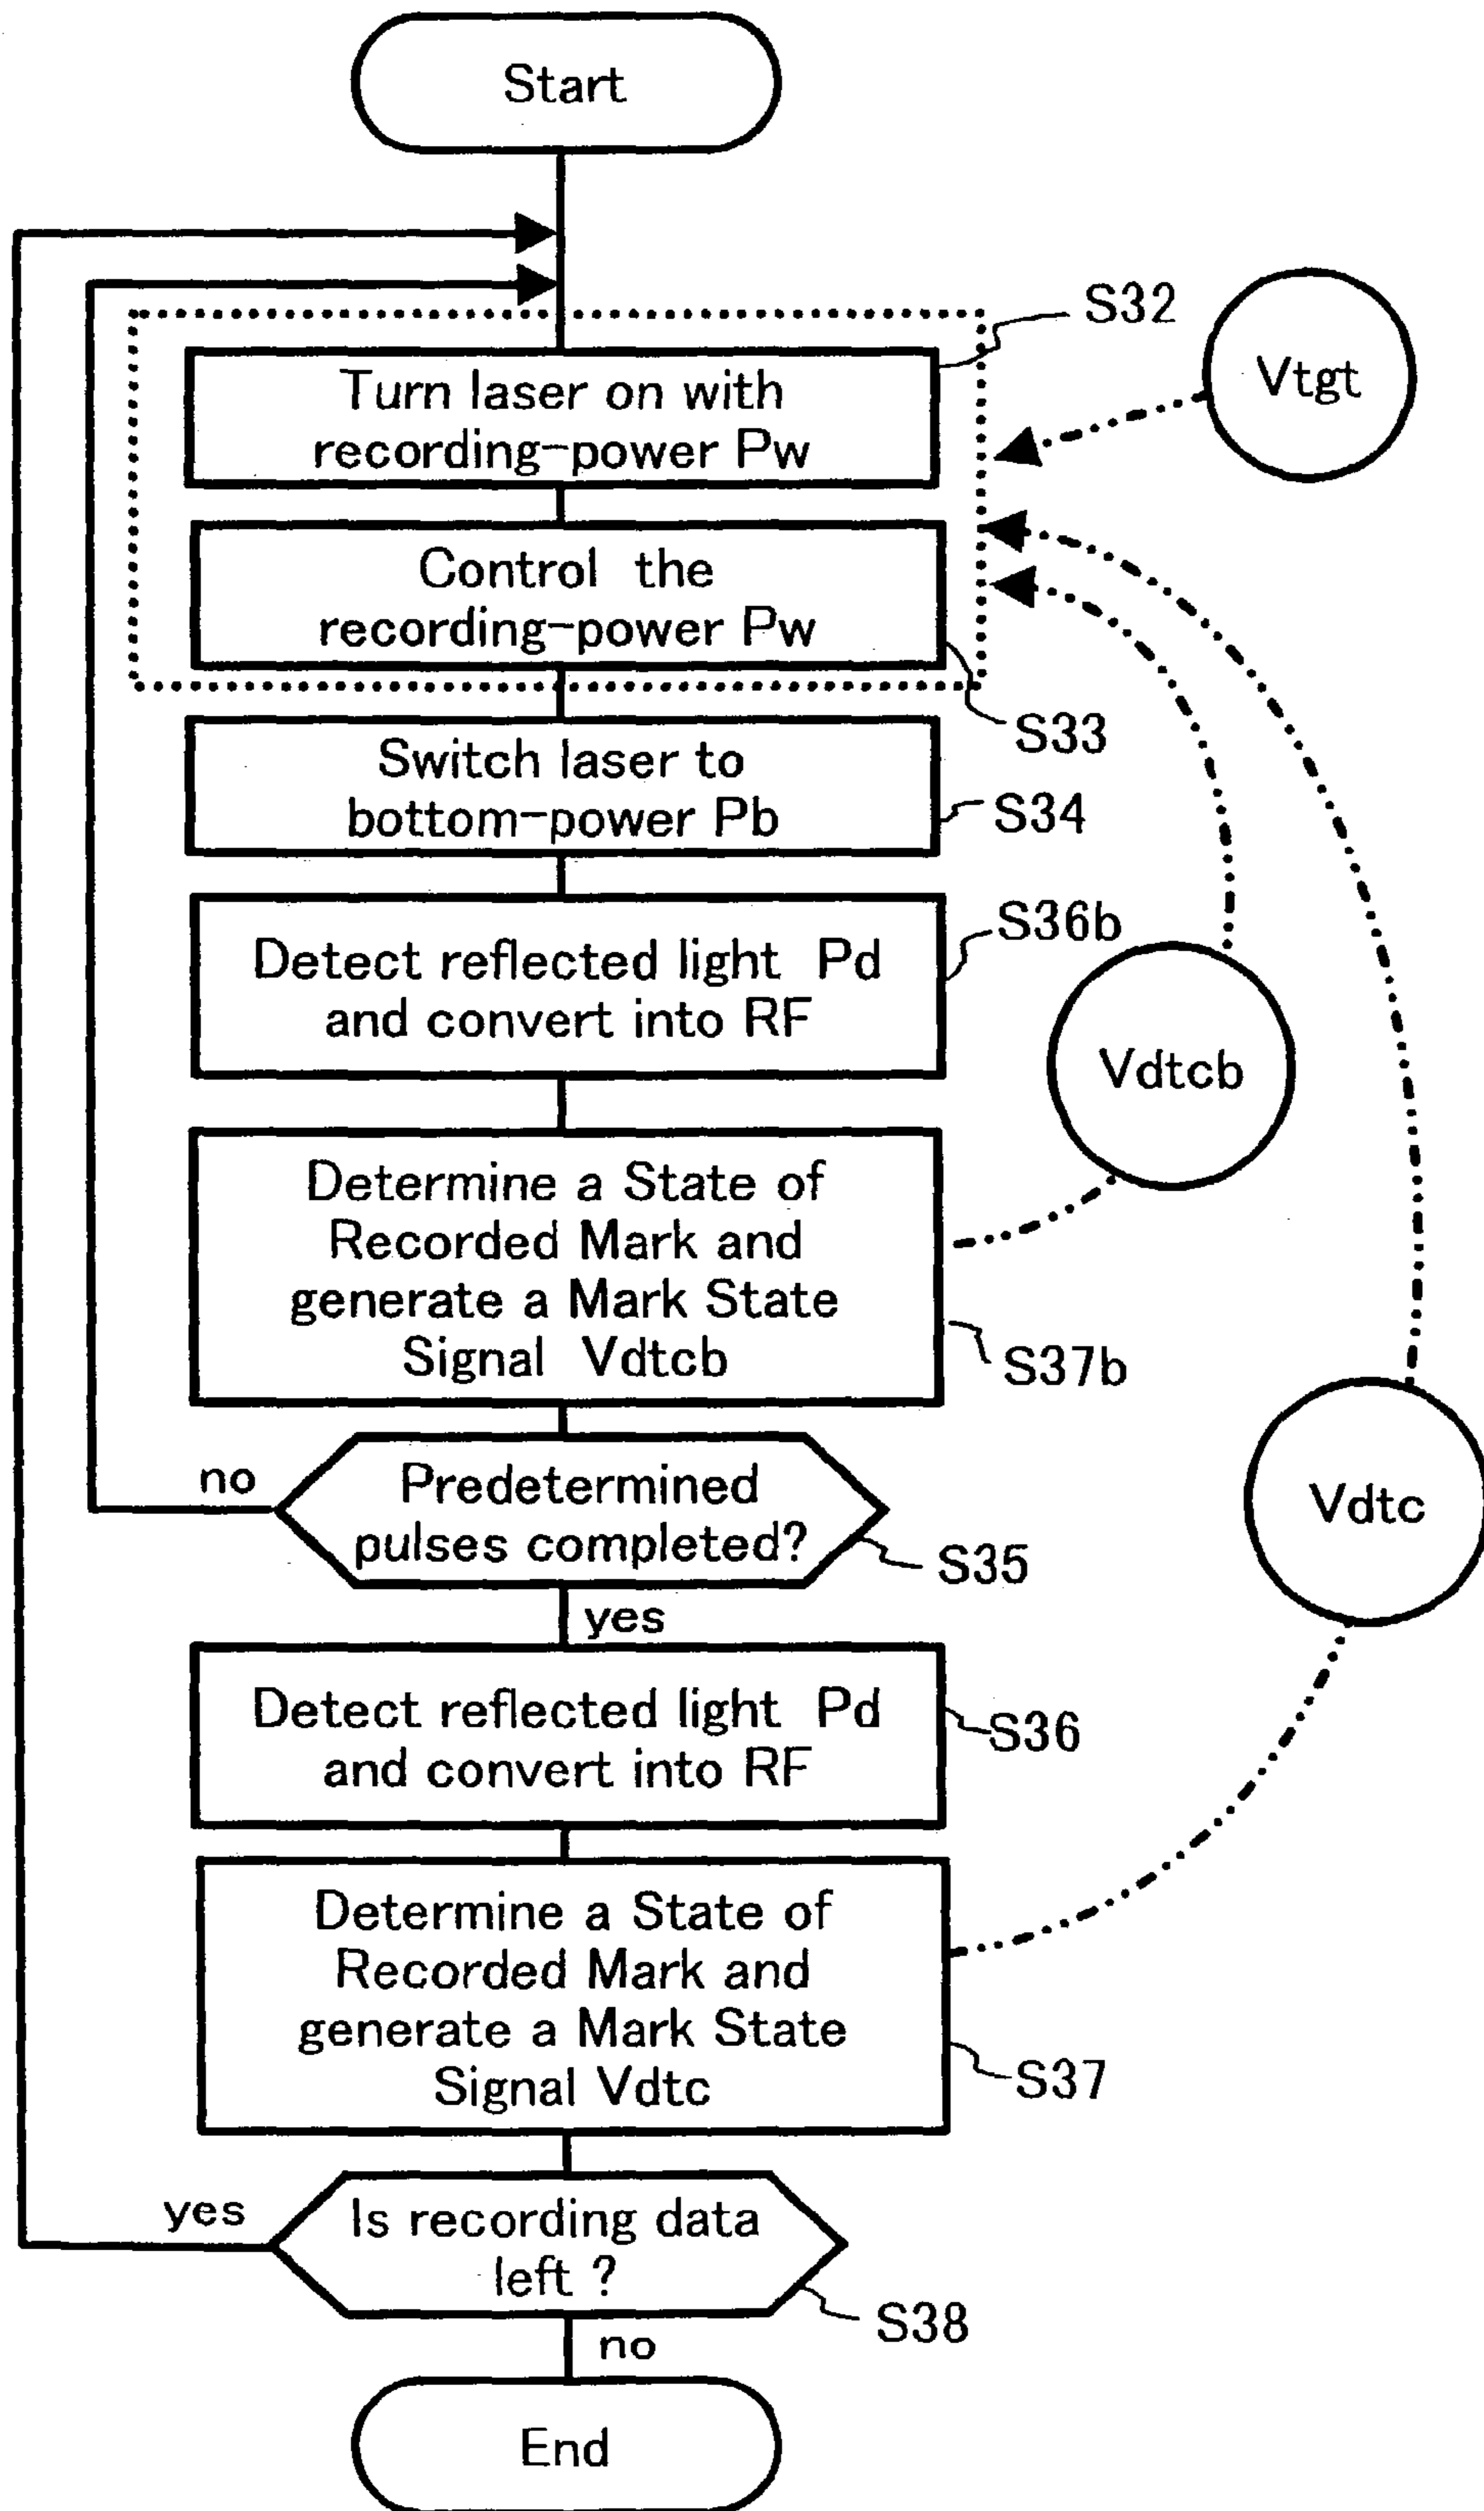 Start
S32
Vtgt
Turn laser on with
recording-power Pw
Control the
recording-power Pw
S33
Switch laser to
bottom-power Pb
S34
Detect reflected light Pd
and convert into RF
S36b
Vdtcb
Determine a State of
Recorded Mark and
generate a Mark State
Signal Vdtcb
S37b
no
Predetermined
pulses completed?
S35
Vdtc
yes
Detect reflected light Pd
and convert into RF
S36
Determine a State of
Recorded Mark and
generate a Mark State
Signal Vdtc
S37
yes
Is recording data
left ?
S38
no
End